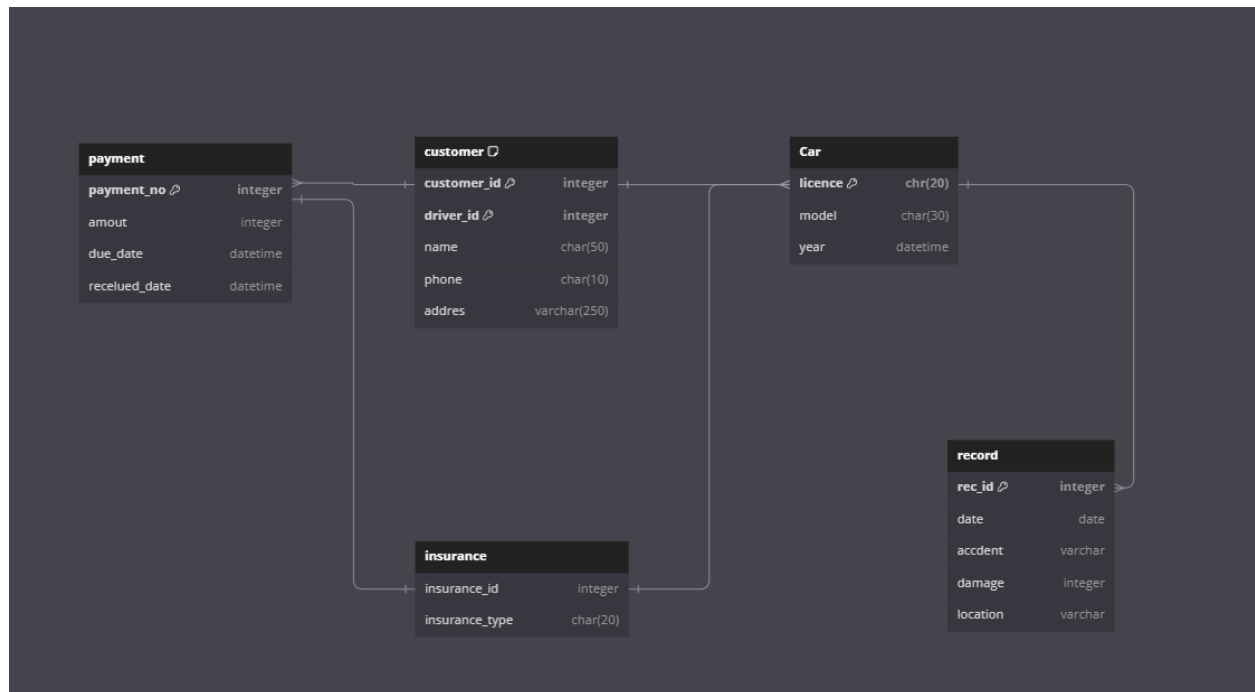 payment
payment_no integer
amout integer
due_date datetime
recelued_date datetime
customer
customer_id integer
driver_id integer
name char(50)
phone char(10)
addres varchar(250)
Car
licence chr(20)
model char(30)
year datetime
insurance
insurance_id integer
insurance_type char(20)
record
rec_id integer
date date
accdent varchar
damage integer
location varchar